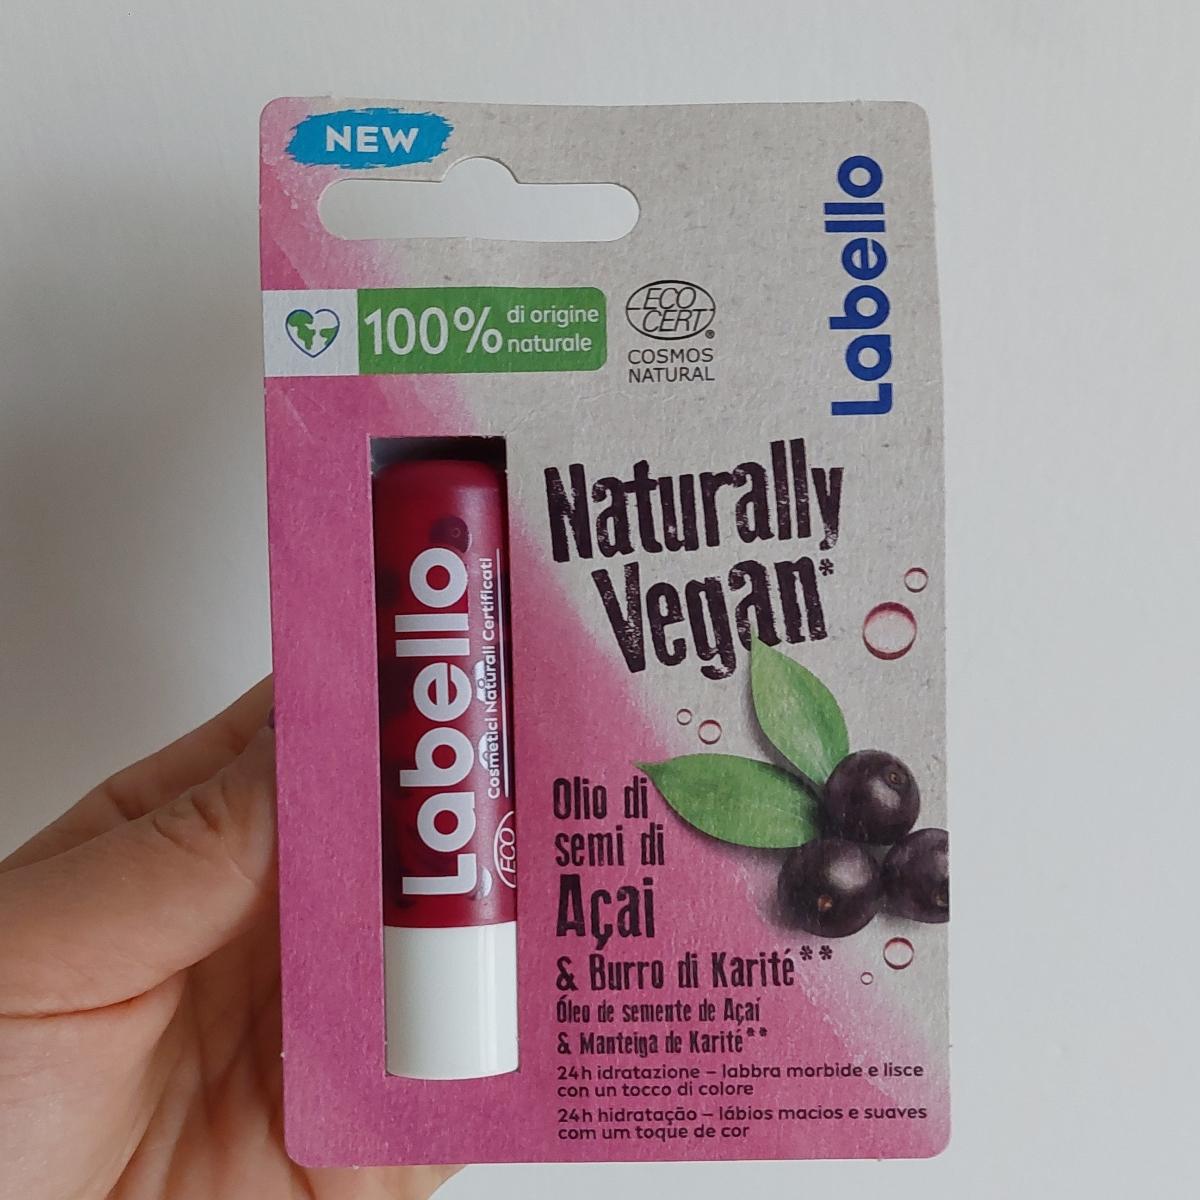 NEW
Labello
100% di origine
naturale
ECO
CERT®
COSMOS
NATURAL
Naturally
Vegan*
Labello
Cosmetici Naturali Certificati
ECO
Olio di
semi di
Açai
& Burro di Karité**
Óleo de semente de Açaí
& Manteiga de Karité**
24h idratazione – labbra morbide e lisce
con un tocco di colore
24h hidratação – lábios macios e suaves
com um toque de cor